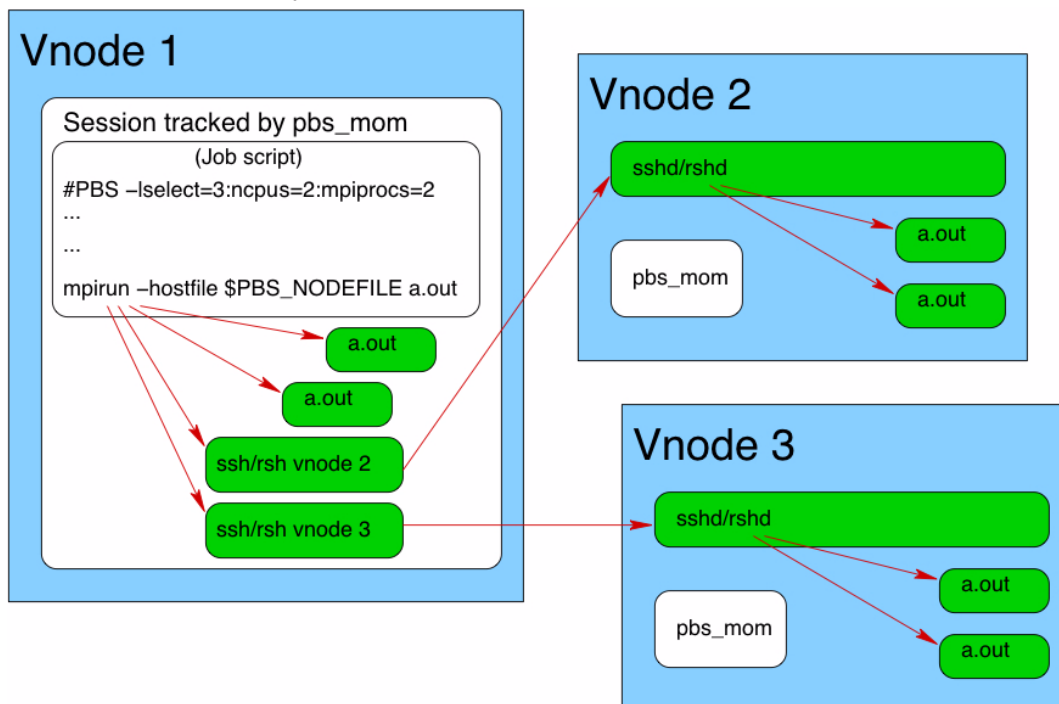 Vnode 1
Session tracked by pbs_mom
(Job script)
#PBS –lselect=3:ncpus=2:mpiprocs=2
...
...
mpirun –hostfile $PBS_NODEFILE a.out
a.out
a.out
ssh/rsh vnode 2
ssh/rsh vnode 3
Vnode 2
sshd/rshd
a.out
pbs_mom
a.out
Vnode 3
sshd/rshd
a.out
pbs_mom
a.out